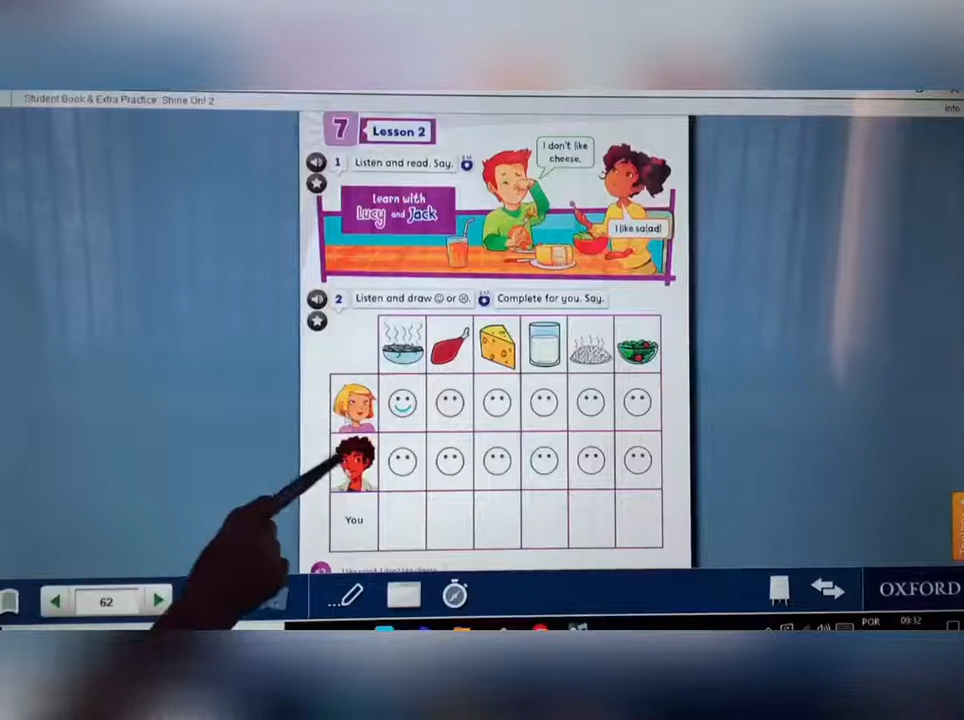 Student Book & Extra Practice Shine On! 2
Info
7
Lesson 2
1 Listen and read. Say.
I don't like
cheese.
Learn with
Lucy and Jack
I like salad!
2 Listen and draw ☺ or ☹. Complete for you. Say.
You
62
OXFORD
POR
09:32